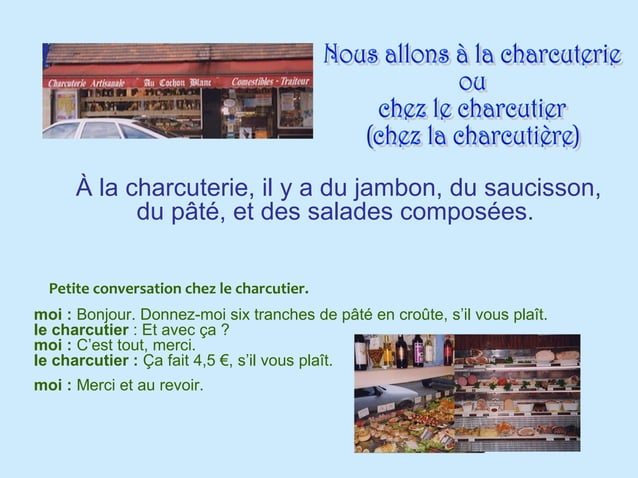 Charcuterie Artisanale Au Cochon Blanc Comestibles - Traiteur
Nous allons à la charcuterie
ou
chez le charcutier
(chez la charcutière)
À la charcuterie, il y a du jambon, du saucisson,
du pâté, et des salades composées.
Petite conversation chez le charcutier.
moi : Bonjour. Donnez-moi six tranches de pâté en croûte, s’il vous plaît.
le charcutier : Et avec ça ?
moi : C’est tout, merci.
le charcutier : Ça fait 4,5 €, s’il vous plaît.
moi : Merci et au revoir.